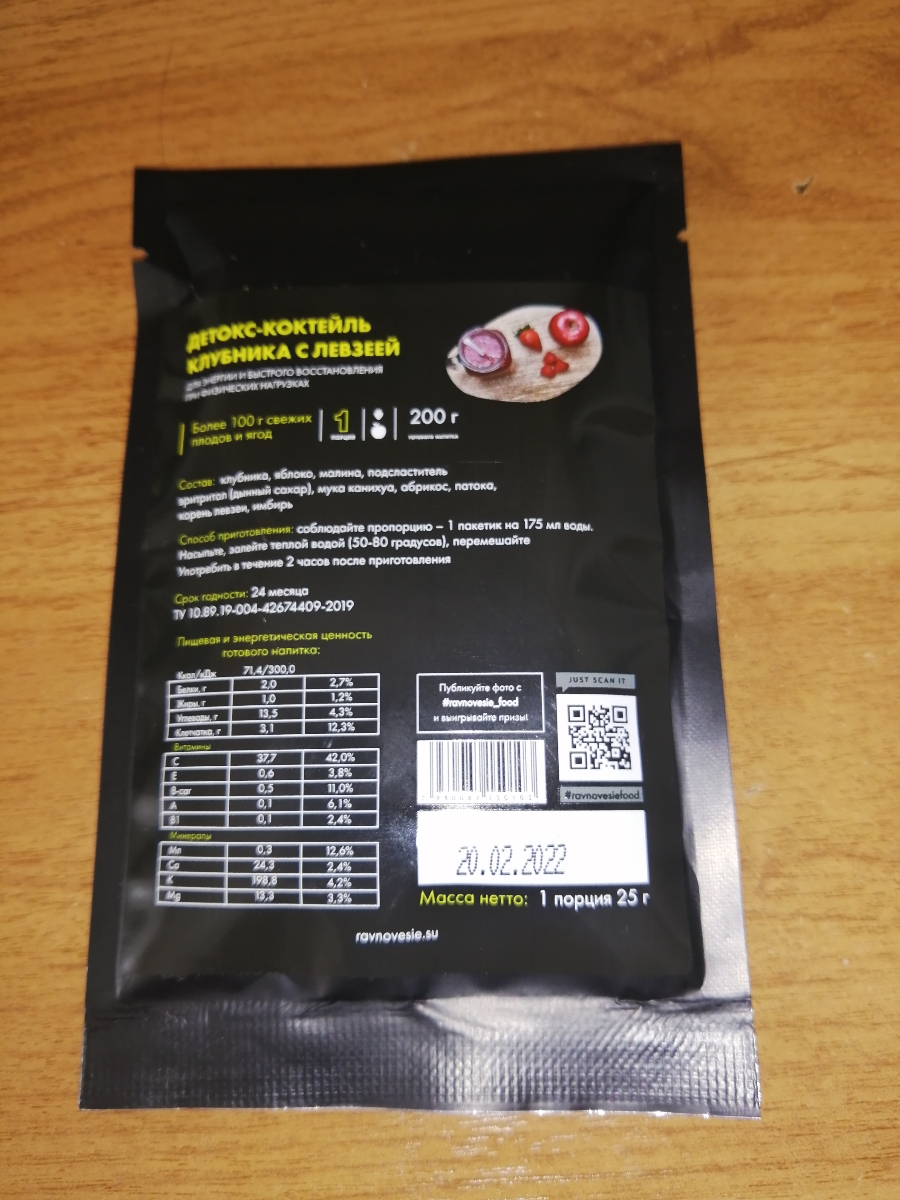 ДЕТОКС-КОКТЕЙЛЬ
КЛУБНИКА С ЛЕВЗЕЕЙ
ДЛЯ ЭНЕРГИИ И БЫСТРОГО ВОССТАНОВЛЕНИЯ
ПРИ ФИЗИЧЕСКИХ НАГРУЗКАХ
Более 100 г свежих
плодов и ягод
1
порция
200 г
готового напитка
Состав: клубника, яблоко, малина, подсластитель
эритритол (дынный сахар), мука канихуа, абрикос, патока,
корень левзеи, имбирь
Способ приготовления: соблюдайте пропорцию – 1 пакетик на 175 мл воды.
Насыпьте, залейте теплой водой (50-80 градусов), перемешайте
Употребить в течение 2 часов после приготовления
Срок годности: 24 месяца
ТУ 10.89.19-004-42674409-2019
Пищевая и энергетическая ценность
готового напитка:
Ккал/кДж 71,4/300,0
Белки, г 2,0 2,7%
Жиры, г 1,0 1,2%
Углеводы, г 13,5 4,3%
Клетчатка, г 3,1 12,3%
Витамины
C 37,7 42,0%
E 0,6 3,8%
B-car 0,5 11,0%
A 0,1 6,1%
B1 0,1 2,4%
Минералы
Mn 0,3 12,6%
Ca 24,3 2,4%
K 198,8 4,2%
Mg 13,3 3,3%
Публикуйте фото с
#ravnovesie_food
и выигрывайте призы!
JUST SCAN IT
#ravnovesiefood
20.02.2022
Масса нетто: 1 порция 25 г
ravnovesie.su